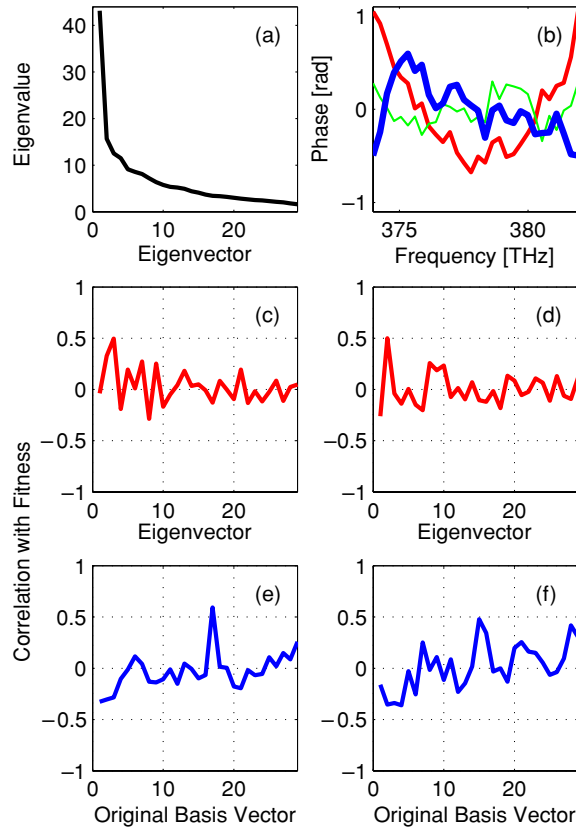 (a)
Eigenvalue
40
30
20
10
0
0 10 20
Eigenvector
(b)
Phase [rad]
1
0
−1
375 380
Frequency [THz]
Correlation with Fitness
(c)
1
0.5
0
−0.5
−1
0 10 20
Eigenvector
(d)
1
0.5
0
−0.5
−1
0 10 20
Eigenvector
(e)
1
0.5
0
−0.5
−1
0 20
Original Basis Vector
(f)
1
0.5
0
−0.5
−1
0 20
Original Basis Vector